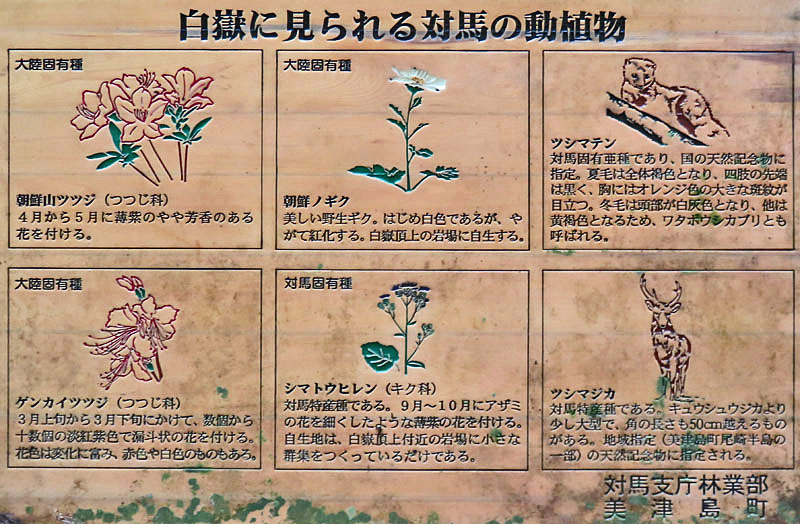 白嶽に見られる対馬の動植物
大陸固有種
朝鮮山ツツジ（つつじ科）
４月から５月に薄紫のやや芳香のある
花を付ける。
大陸固有種
朝鮮ノギク
美しい野生ギク。はじめ白色であるが、や
がて紅化する。白嶽頂上の岩場に自生する。
ツシマテン
対馬固有亜種であり、国の天然記念物に
指定。夏毛は全体褐色となり、四肢の先端
は黒く、胸にはオレンジ色の大きな斑紋が
目立つ。冬毛は頭部が白灰色となり、他は
黄褐色となるため、ワタボウシカブリとも
呼ばれる。
大陸固有種
ゲンカイツツジ（つつじ科）
３月上旬から３月下旬にかけて、数個から
十数個の淡紅紫色で漏斗状の花を付ける。
花色は変化に富み、赤色や白色のものもある。
対馬固有種
シマトウヒレン（キク科）
対馬特産種である。９月～１０月にアザミ
の花を細くしたような薄紫の花を付ける。
自生地は、白嶽頂上付近の岩場に小さな
群集をつくっているだけである。
ツシマジカ
対馬特産種である。キュウシュウジカより
少し大型で、角の長さも50㎝越えるもの
がある。地域指定（美津島町尾崎半島の
一部）の天然記念物に指定される。
対馬支庁林業部
美津島町